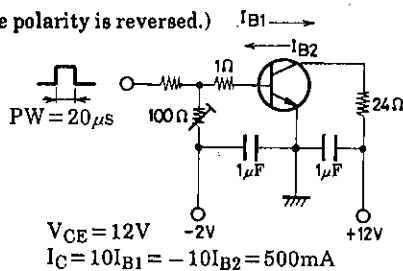 e polarity is reversed.)
IB1
IB2
1Ω
PW=20μs
100Ω
24Ω
1μF
1μF
-2V
+12V
VCE=12V
IC=10IB1=-10IB2=500mA